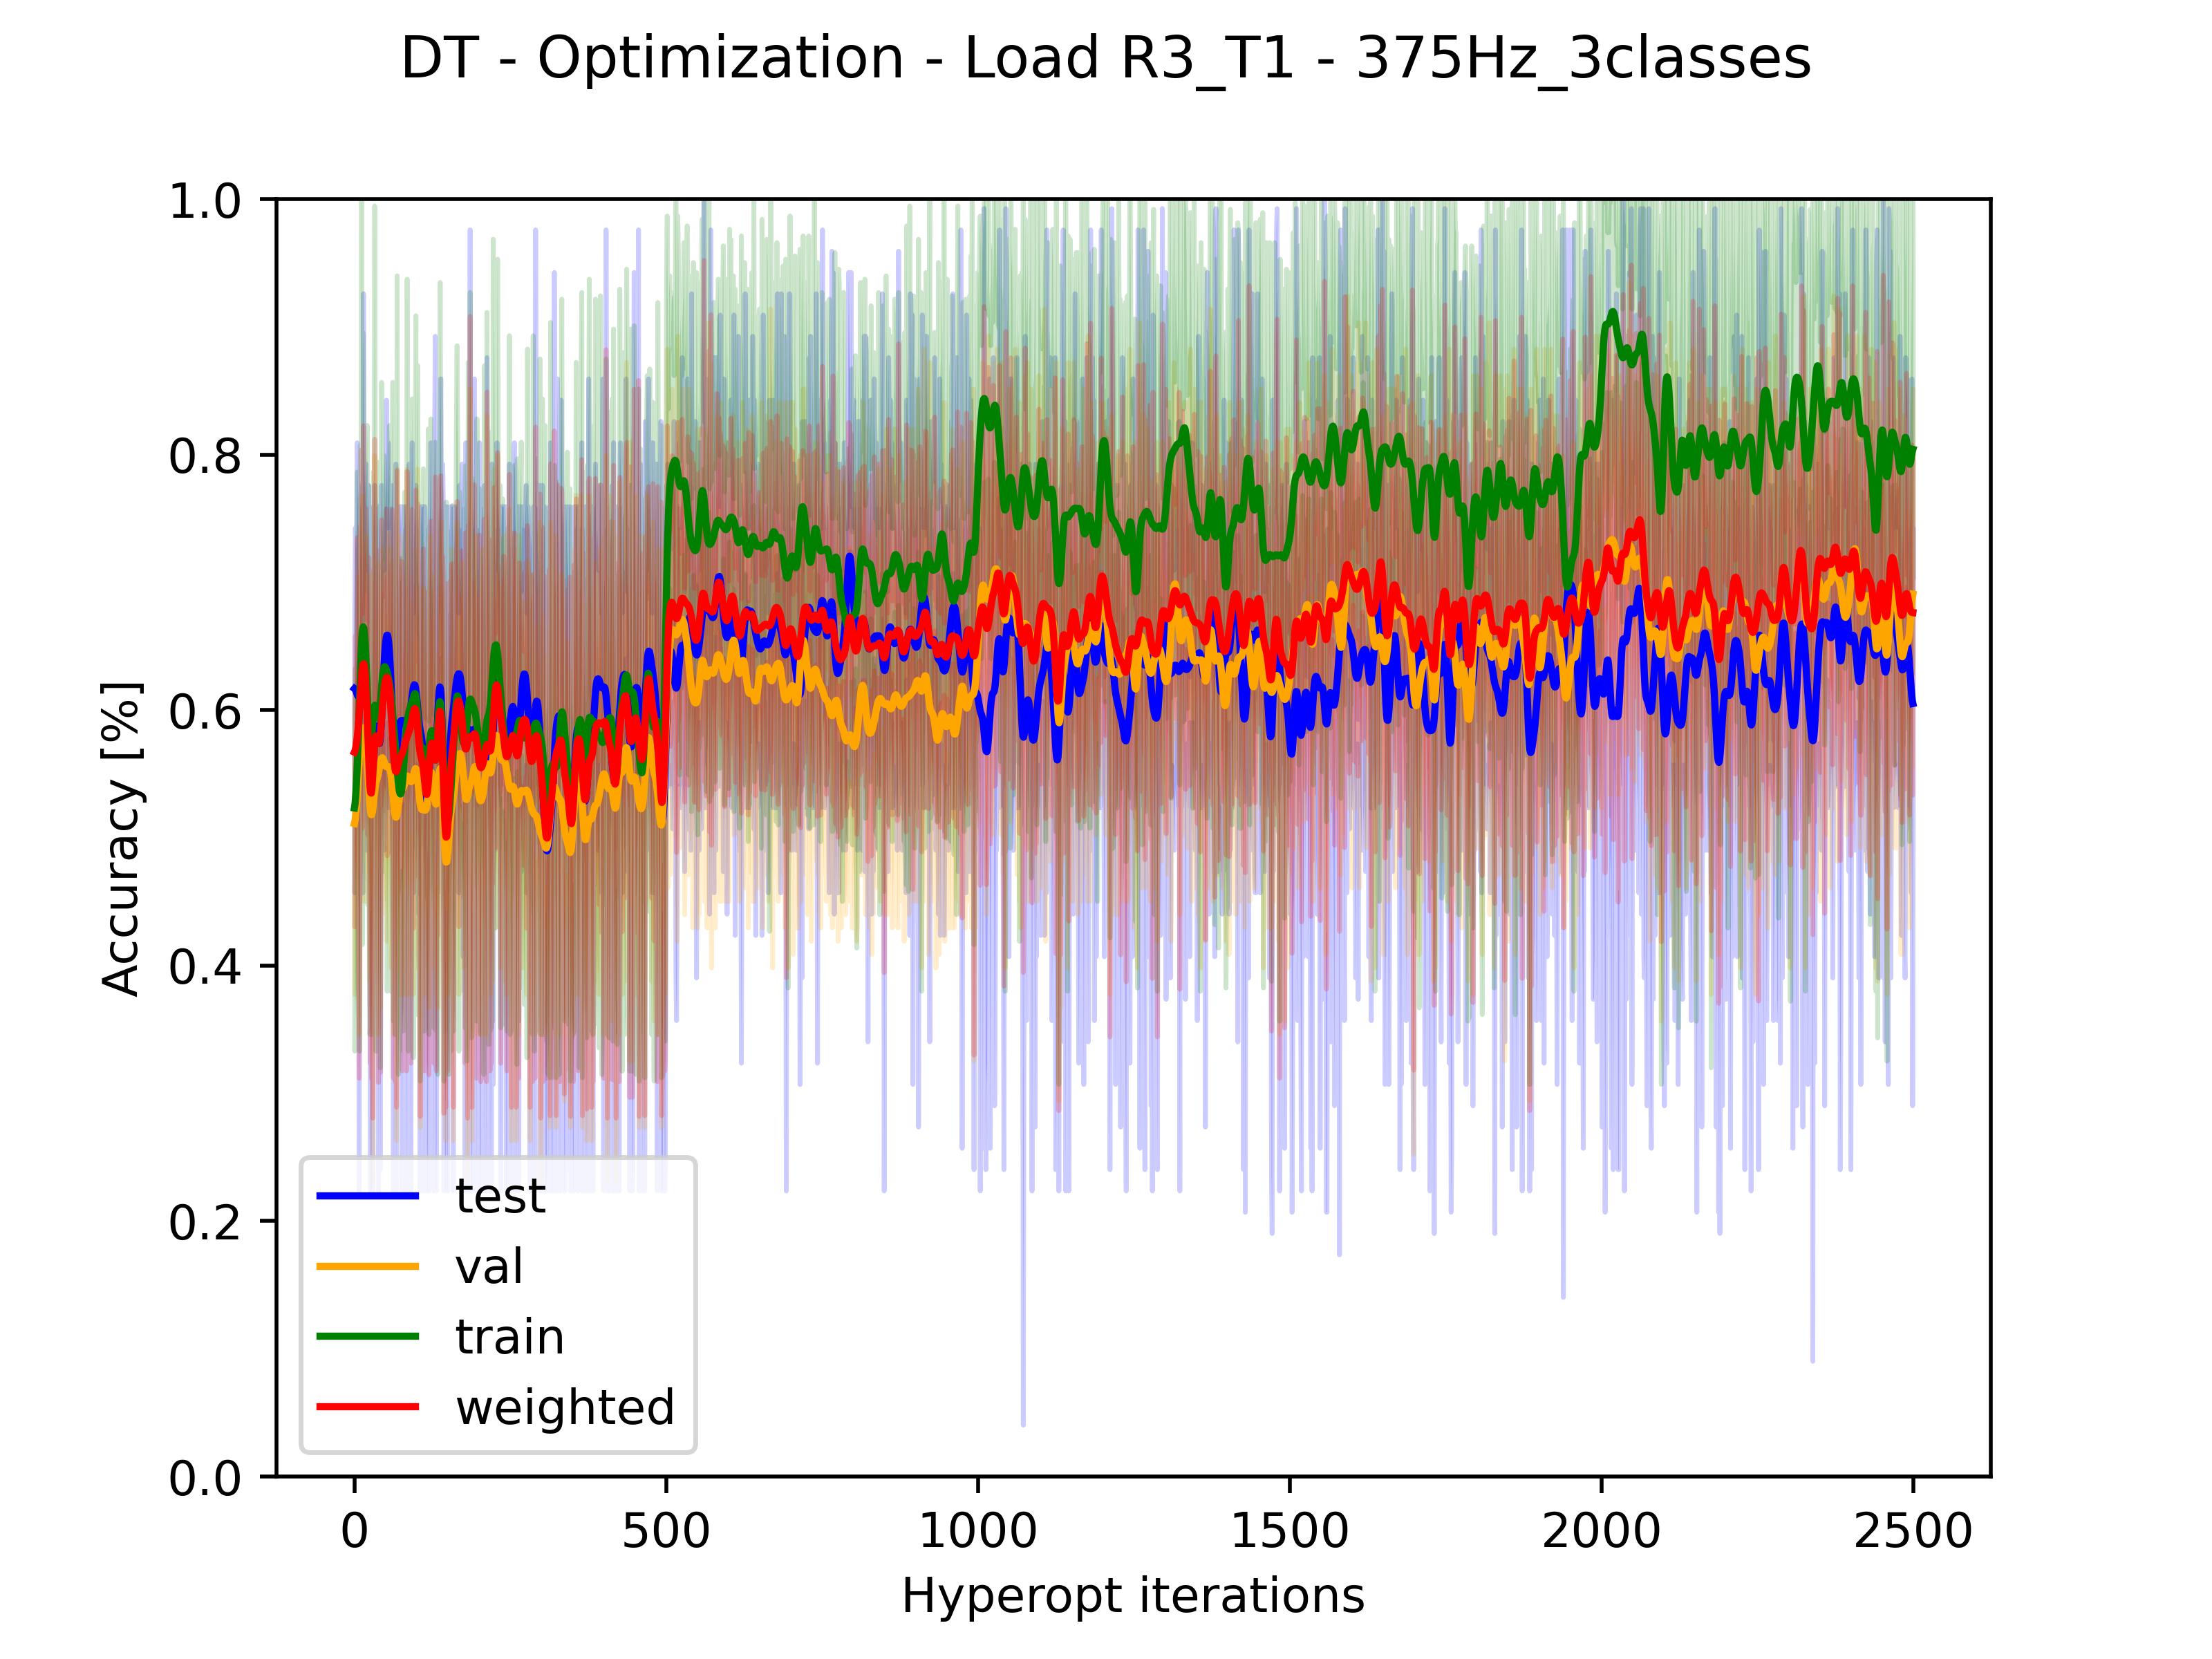 DT - Optimization - Load R3_T1 - 375Hz_3classes
1.0
0.8
0.6
0.4
0.2
0.0
Accuracy [%]
test
val
train
weighted
0 500 1000 1500 2000 2500
Hyperopt iterations